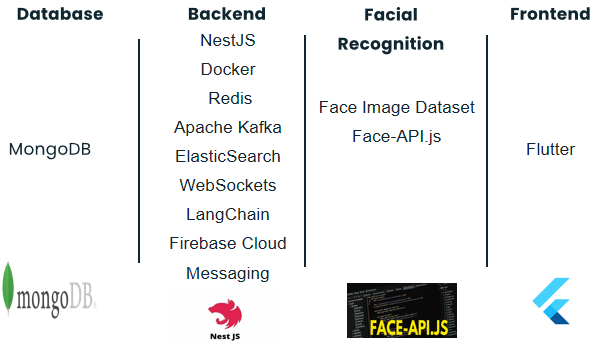 Database
MongoDB
mongoDB
Backend
NestJS
Docker
Redis
Apache Kafka
ElasticSearch
WebSockets
LangChain
Firebase Cloud
Messaging
Nest JS
Facial
Recognition
Face Image Dataset
Face-API.js
FACE-API.JS
Frontend
Flutter